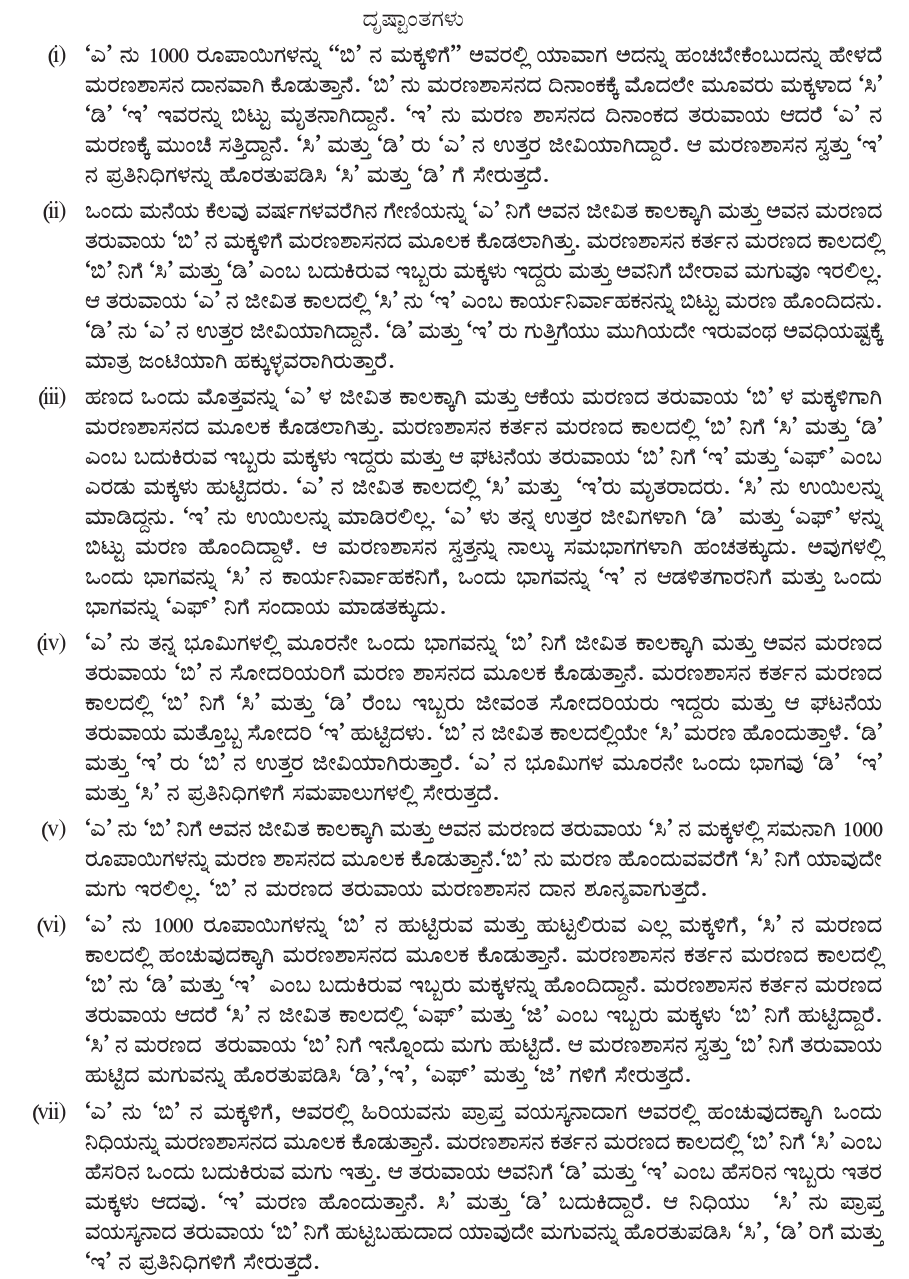 ದೃಷ್ಟಾಂತಗಳು
(i) ‘ಎ’ ನು 1000 ರೂಪಾಯಿಗಳನ್ನು “ಬಿ’ ನ ಮಕ್ಕಳಿಗೆ” ಅವರಲ್ಲಿ ಯಾವಾಗ ಅದನ್ನು ಹಂಚಬೇಕೆಂಬುದನ್ನು ಹೇಳದೆ
ಮರಣಶಾಸನ ದಾನವಾಗಿ ಕೊಡುತ್ತಾನೆ. ‘ಬಿ’ ನು ಮರಣಶಾಸನದ ದಿನಾಂಕಕ್ಕೆ ಮೊದಲೇ ಮೂವರು ಮಕ್ಕಳಾದ ‘ಸಿ’
‘ಡಿ’ ‘ಇ’ ಇವರನ್ನು ಬಿಟ್ಟು ಮೃತನಾಗಿದ್ದಾನೆ. ‘ಇ’ ನು ಮರಣ ಶಾಸನದ ದಿನಾಂಕದ ತರುವಾಯ ಆದರೆ ‘ಎ’ ನ
ಮರಣಕ್ಕೆ ಮುಂಚೆ ಸತ್ತಿದ್ದಾನೆ. ‘ಸಿ’ ಮತ್ತು ‘ಡಿ’ ರು ‘ಎ’ ನ ಉತ್ತರ ಜೀವಿಯಾಗಿದ್ದಾರೆ. ಆ ಮರಣಶಾಸನ ಸ್ವತ್ತು ‘ಇ’
ನ ಪ್ರತಿನಿಧಿಗಳನ್ನು ಹೊರತುಪಡಿಸಿ ‘ಸಿ’ ಮತ್ತು ‘ಡಿ’ ಗೆ ಸೇರುತ್ತದೆ.
(ii) ಒಂದು ಮನೆಯ ಕೆಲವು ವರ್ಷಗಳವರೆಗಿನ ಗೇಣಿಯನ್ನು ‘ಎ’ ನಿಗೆ ಅವನ ಜೀವಿತ ಕಾಲಕ್ಕಾಗಿ ಮತ್ತು ಅವನ ಮರಣದ
ತರುವಾಯ ‘ಬಿ’ ನ ಮಕ್ಕಳಿಗೆ ಮರಣಶಾಸನದ ಮೂಲಕ ಕೊಡಲಾಗಿತ್ತು. ಮರಣಶಾಸನ ಕರ್ತನ ಮರಣದ ಕಾಲದಲ್ಲಿ
‘ಬಿ’ ನಿಗೆ ‘ಸಿ’ ಮತ್ತು ‘ಡಿ’ ಎಂಬ ಬದುಕಿರುವ ಇಬ್ಬರು ಮಕ್ಕಳು ಇದ್ದರು ಮತ್ತು ಅವನಿಗೆ ಬೇರಾವ ಮಗುವೂ ಇರಲಿಲ್ಲ.
ಆ ತರುವಾಯ ‘ಎ’ ನ ಜೀವಿತ ಕಾಲದಲ್ಲಿ ‘ಸಿ’ ನು ‘ಇ’ ಎಂಬ ಕಾರ್ಯನಿರ್ವಾಹಕನನ್ನು ಬಿಟ್ಟು ಮರಣ ಹೊಂದಿದನು.
‘ಡಿ’ ನು ‘ಎ’ ನ ಉತ್ತರ ಜೀವಿಯಾಗಿದ್ದಾನೆ. ‘ಡಿ’ ಮತ್ತು ‘ಇ’ ರು ಗುತ್ತಿಗೆಯು ಮುಗಿಯದೇ ಇರುವಂಥ ಅವಧಿಯಷ್ಟಕ್ಕೆ
ಮಾತ್ರ ಜಂಟಿಯಾಗಿ ಹಕ್ಕುಳ್ಳವರಾಗಿರುತ್ತಾರೆ.
(iii) ಹಣದ ಒಂದು ಮೊತ್ತವನ್ನು ‘ಎ’ ಳ ಜೀವಿತ ಕಾಲಕ್ಕಾಗಿ ಮತ್ತು ಆಕೆಯ ಮರಣದ ತರುವಾಯ ‘ಬಿ’ ಳ ಮಕ್ಕಳಿಗಾಗಿ
ಮರಣಶಾಸನದ ಮೂಲಕ ಕೊಡಲಾಗಿತ್ತು. ಮರಣಶಾಸನ ಕರ್ತನ ಮರಣದ ಕಾಲದಲ್ಲಿ ‘ಬಿ’ ನಿಗೆ ‘ಸಿ’ ಮತ್ತು ‘ಡಿ’
ಎಂಬ ಬದುಕಿರುವ ಇಬ್ಬರು ಮಕ್ಕಳು ಇದ್ದರು ಮತ್ತು ಆ ಘಟನೆಯ ತರುವಾಯ ‘ಬಿ’ ನಿಗೆ ‘ಇ’ ಮತ್ತು ‘ಎಫ್’ ಎಂಬ
ಎರಡು ಮಕ್ಕಳು ಹುಟ್ಟಿದರು. ‘ಎ’ ನ ಜೀವಿತ ಕಾಲದಲ್ಲಿ ‘ಸಿ’ ಮತ್ತು ‘ಇ’ರು ಮೃತರಾದರು. ‘ಸಿ’ ನು ಉಯಿಲನ್ನು
ಮಾಡಿದ್ದನು. ‘ಇ’ ನು ಉಯಿಲನ್ನು ಮಾಡಿರಲಿಲ್ಲ. ‘ಎ’ ಳು ತನ್ನ ಉತ್ತರ ಜೀವಿಗಳಾಗಿ ‘ಡಿ’ ಮತ್ತು ‘ಎಫ್’ ಳನ್ನು
ಬಿಟ್ಟು ಮರಣ ಹೊಂದಿದ್ದಾಳೆ. ಆ ಮರಣಶಾಸನ ಸ್ವತ್ತನ್ನು ನಾಲ್ಕು ಸಮಭಾಗಗಳಾಗಿ ಹಂಚತಕ್ಕುದು. ಅವುಗಳಲ್ಲಿ
ಒಂದು ಭಾಗವನ್ನು ‘ಸಿ’ ನ ಕಾರ್ಯನಿರ್ವಾಹಕನಿಗೆ, ಒಂದು ಭಾಗವನ್ನು ‘ಇ’ ನ ಆಡಳಿತಗಾರನಿಗೆ ಮತ್ತು ಒಂದು
ಭಾಗವನ್ನು ‘ಎಫ್’ ನಿಗೆ ಸಂದಾಯ ಮಾಡತಕ್ಕುದು.
(iv) ‘ಎ’ ನು ತನ್ನ ಭೂಮಿಗಳಲ್ಲಿ ಮೂರನೇ ಒಂದು ಭಾಗವನ್ನು ‘ಬಿ’ ನಿಗೆ ಜೀವಿತ ಕಾಲಕ್ಕಾಗಿ ಮತ್ತು ಅವನ ಮರಣದ
ತರುವಾಯ ‘ಬಿ’ ನ ಸೋದರಿಯರಿಗೆ ಮರಣ ಶಾಸನದ ಮೂಲಕ ಕೊಡುತ್ತಾನೆ. ಮರಣಶಾಸನ ಕರ್ತನ ಮರಣದ
ಕಾಲದಲ್ಲಿ ‘ಬಿ’ ನಿಗೆ ‘ಸಿ’ ಮತ್ತು ‘ಡಿ’ ರೆಂಬ ಇಬ್ಬರು ಜೀವಂತ ಸೋದರಿಯರು ಇದ್ದರು ಮತ್ತು ಆ ಘಟನೆಯ
ತರುವಾಯ ಮತ್ತೊಬ್ಬ ಸೋದರಿ ‘ಇ’ ಹುಟ್ಟಿದಳು. ‘ಬಿ’ ನ ಜೀವಿತ ಕಾಲದಲ್ಲಿಯೇ ‘ಸಿ’ ಮರಣ ಹೊಂದುತ್ತಾಳೆ. ‘ಡಿ’
ಮತ್ತು ‘ಇ’ ರು ‘ಬಿ’ ನ ಉತ್ತರ ಜೀವಿಯಾಗಿರುತ್ತಾರೆ. ‘ಎ’ ನ ಭೂಮಿಗಳ ಮೂರನೇ ಒಂದು ಭಾಗವು ‘ಡಿ’ ‘ಇ’
ಮತ್ತು ‘ಸಿ’ ನ ಪ್ರತಿನಿಧಿಗಳಿಗೆ ಸಮಪಾಲುಗಳಲ್ಲಿ ಸೇರುತ್ತದೆ.
(v) ‘ಎ’ ನು ‘ಬಿ’ ನಿಗೆ ಅವನ ಜೀವಿತ ಕಾಲಕ್ಕಾಗಿ ಮತ್ತು ಅವನ ಮರಣದ ತರುವಾಯ ‘ಸಿ’ ನ ಮಕ್ಕಳಲ್ಲಿ ಸಮನಾಗಿ 1000
ರೂಪಾಯಿಗಳನ್ನು ಮರಣ ಶಾಸನದ ಮೂಲಕ ಕೊಡುತ್ತಾನೆ.‘ಬಿ’ ನು ಮರಣ ಹೊಂದುವವರೆಗೆ ‘ಸಿ’ ನಿಗೆ ಯಾವುದೇ
ಮಗು ಇರಲಿಲ್ಲ. ‘ಬಿ’ ನ ಮರಣದ ತರುವಾಯ ಮರಣಶಾಸನ ದಾನ ಶೂನ್ಯವಾಗುತ್ತದೆ.
(vi) ‘ಎ’ ನು 1000 ರೂಪಾಯಿಗಳನ್ನು ‘ಬಿ’ ನ ಹುಟ್ಟಿರುವ ಮತ್ತು ಹುಟ್ಟಲಿರುವ ಎಲ್ಲ ಮಕ್ಕಳಿಗೆ, ‘ಸಿ’ ನ ಮರಣದ
ಕಾಲದಲ್ಲಿ ಹಂಚುವುದಕ್ಕಾಗಿ ಮರಣಶಾಸನದ ಮೂಲಕ ಕೊಡುತ್ತಾನೆ. ಮರಣಶಾಸನ ಕರ್ತನ ಮರಣದ ಕಾಲದಲ್ಲಿ
‘ಬಿ’ ನು ‘ಡಿ’ ಮತ್ತು ‘ಇ’ ಎಂಬ ಬದುಕಿರುವ ಇಬ್ಬರು ಮಕ್ಕಳನ್ನು ಹೊಂದಿದ್ದಾನೆ. ಮರಣಶಾಸನ ಕರ್ತನ ಮರಣದ
ತರುವಾಯ ಆದರೆ ‘ಸಿ’ ನ ಜೀವಿತ ಕಾಲದಲ್ಲಿ ‘ಎಫ್’ ಮತ್ತು ‘ಜಿ’ ಎಂಬ ಇಬ್ಬರು ಮಕ್ಕಳು ‘ಬಿ’ ನಿಗೆ ಹುಟ್ಟಿದ್ದಾರೆ.
‘ಸಿ’ ನ ಮರಣದ ತರುವಾಯ ‘ಬಿ’ ನಿಗೆ ಇನ್ನೊಂದು ಮಗು ಹುಟ್ಟಿದೆ. ಆ ಮರಣಶಾಸನ ಸ್ವತ್ತು ‘ಬಿ’ ನಿಗೆ ತರುವಾಯ
ಹುಟ್ಟಿದ ಮಗುವನ್ನು ಹೊರತುಪಡಿಸಿ ‘ಡಿ’,‘ಇ’, ‘ಎಫ್’ ಮತ್ತು ‘ಜಿ’ ಗಳಿಗೆ ಸೇರುತ್ತದೆ.
(vii) ‘ಎ’ ನು ‘ಬಿ’ ನ ಮಕ್ಕಳಿಗೆ, ಅವರಲ್ಲಿ ಹಿರಿಯವನು ಪ್ರಾಪ್ತ ವಯಸ್ಕನಾದಾಗ ಅವರಲ್ಲಿ ಹಂಚುವುದಕ್ಕಾಗಿ ಒಂದು
ನಿಧಿಯನ್ನು ಮರಣಶಾಸನದ ಮೂಲಕ ಕೊಡುತ್ತಾನೆ. ಮರಣಶಾಸನ ಕರ್ತನ ಮರಣದ ಕಾಲದಲ್ಲಿ ‘ಬಿ’ ನಿಗೆ ‘ಸಿ’ ಎಂಬ
ಹೆಸರಿನ ಒಂದು ಬದುಕಿರುವ ಮಗು ಇತ್ತು. ಆ ತರುವಾಯ ಅವನಿಗೆ ‘ಡಿ’ ಮತ್ತು ‘ಇ’ ಎಂಬ ಹೆಸರಿನ ಇಬ್ಬರು ಇತರ
ಮಕ್ಕಳು ಆದವು. ‘ಇ’ ಮರಣ ಹೊಂದುತ್ತಾನೆ. ಸಿ’ ಮತ್ತು ‘ಡಿ’ ಬದುಕಿದ್ದಾರೆ. ಆ ನಿಧಿಯು ‘ಸಿ’ ನು ಪ್ರಾಪ್ತ
ವಯಸ್ಕನಾದ ತರುವಾಯ ‘ಬಿ’ ನಿಗೆ ಹುಟ್ಟಬಹುದಾದ ಯಾವುದೇ ಮಗುವನ್ನು ಹೊರತುಪಡಿಸಿ ‘ಸಿ’, ‘ಡಿ’ ರಿಗೆ ಮತ್ತು
‘ಇ’ ನ ಪ್ರತಿನಿಧಿಗಳಿಗೆ ಸೇರುತ್ತದೆ.